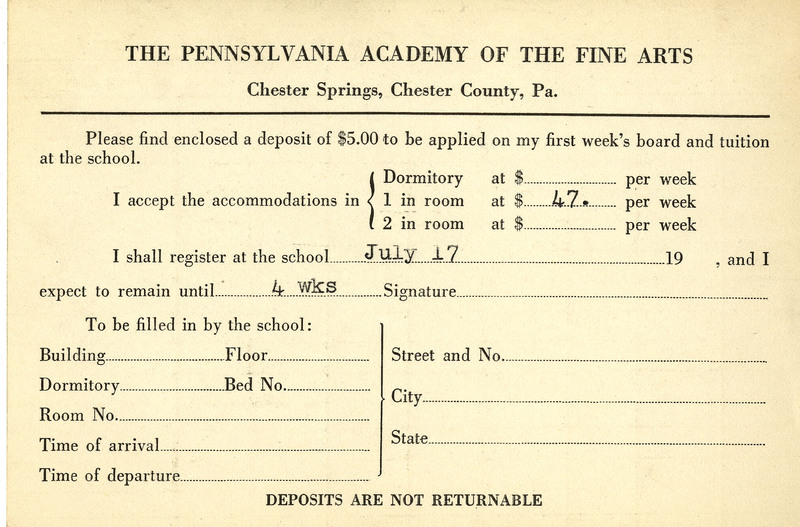 THE PENNSYLVANIA ACADEMY OF THE FINE ARTS
Chester Springs, Chester County, Pa.
Please find enclosed a deposit of $5.00 to be applied on my first week's board and tuition
at the school.
Dormitory at $ per week
I accept the accommodations in { 1 in room at $ 47. per week
2 in room at $ per week
I shall register at the school July 17 19 , and I
expect to remain until 4 wks Signature
To be filled in by the school:
Building Floor
Dormitory Bed No.
Room No.
Time of arrival
Time of departure
Street and No.
City
State
DEPOSITS ARE NOT RETURNABLE